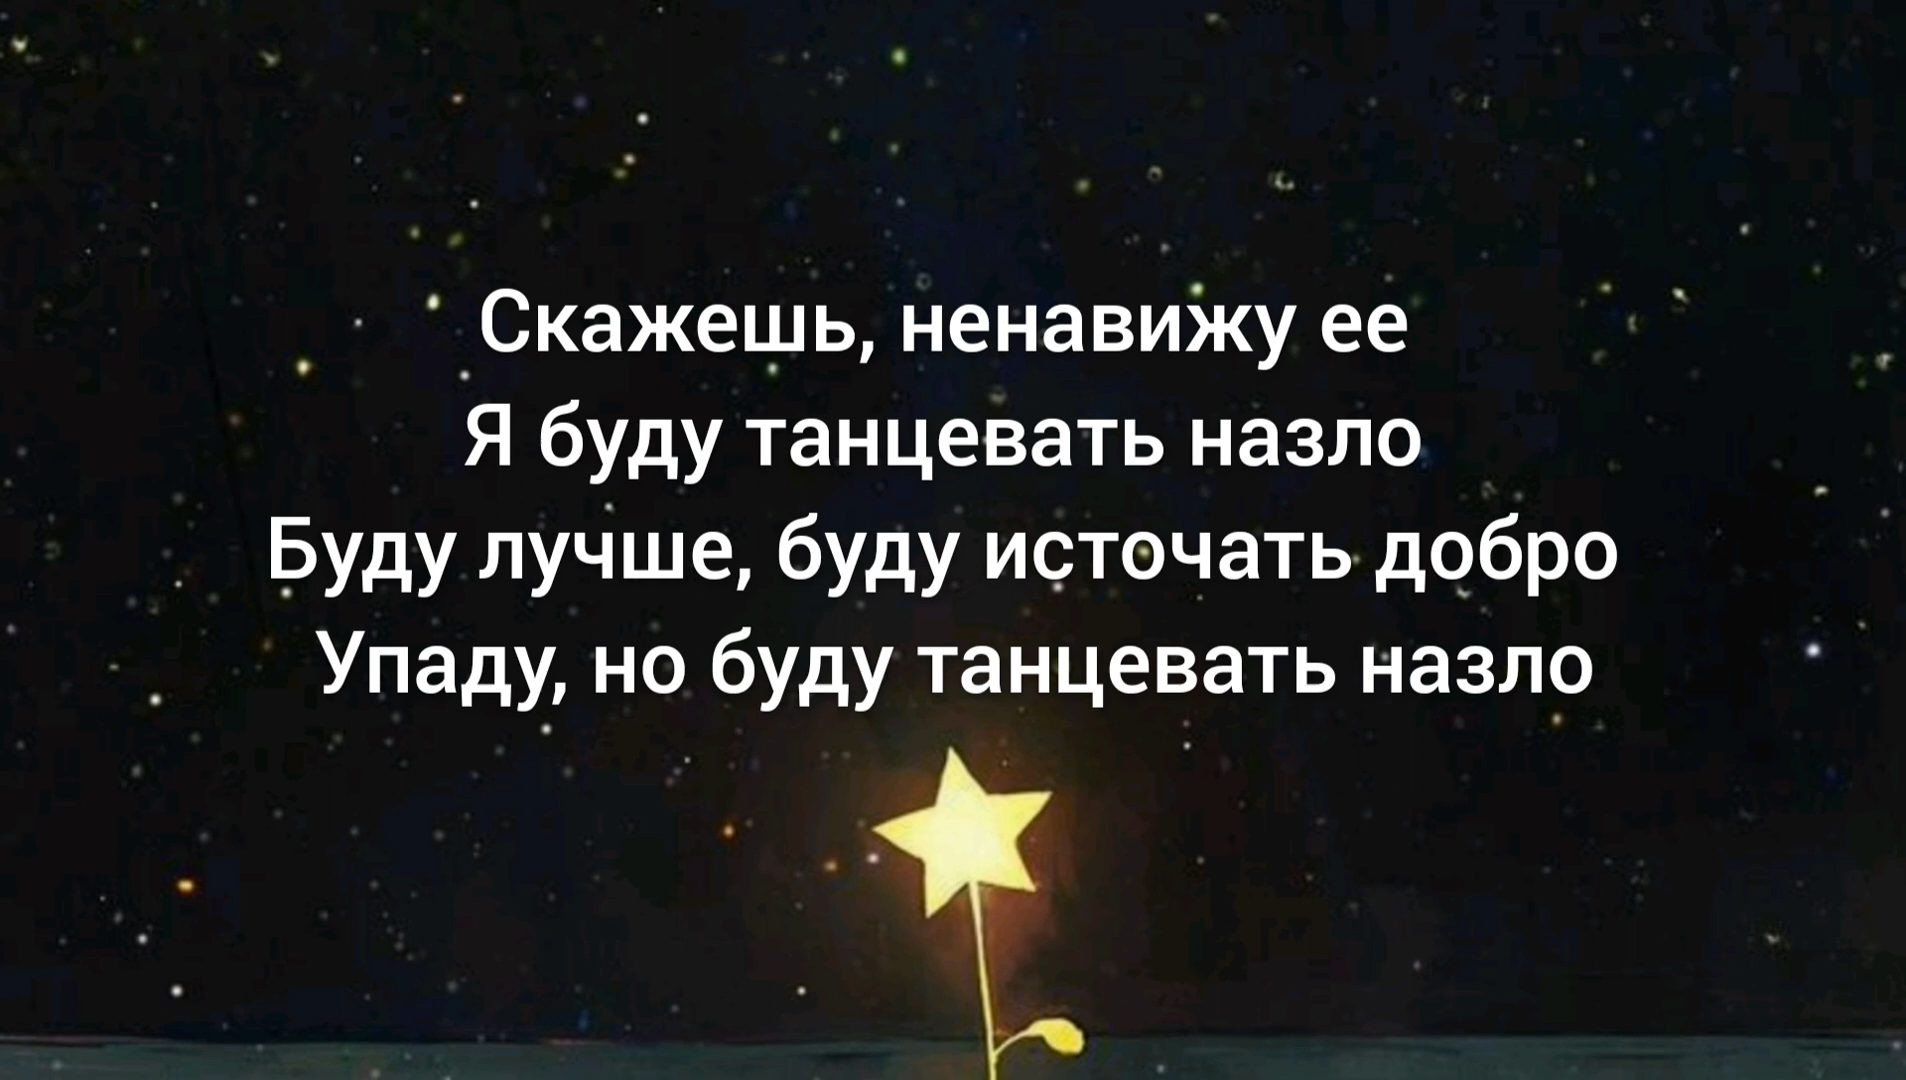 Скажешь, ненавижу ее
Я буду танцевать назло
Буду лучше, буду источать добро
Упаду, но буду танцевать назло